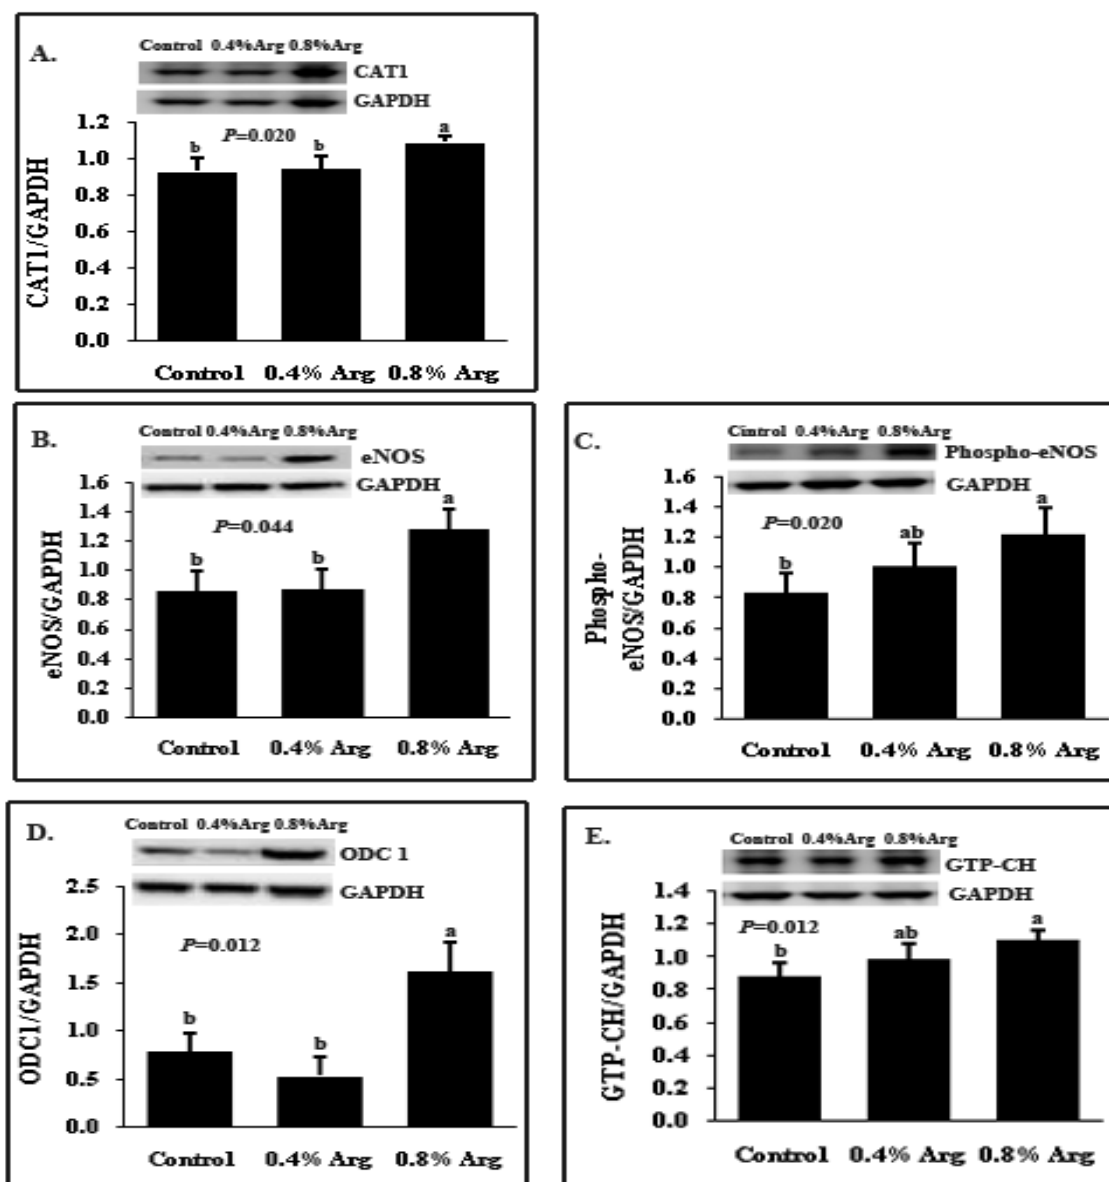 A.
Control 0.4%Arg 0.8%Arg
CAT1
GAPDH
CAT1/GAPDH
1.2
1.0
0.8
0.6
0.4
0.2
0.0
P=0.020
b
b
a
Control 0.4% Arg 0.8% Arg
B.
Control 0.4%Arg 0.8%Arg
eNOS
GAPDH
eNOS/GAPDH
1.6
1.4
1.2
1.0
0.8
0.6
0.4
0.2
0.0
P=0.044
b
b
a
Control 0.4% Arg 0.8% Arg
C.
Cintrol 0.4%Arg 0.8%Arg
Phospho-eNOS
GAPDH
Phospho-
eNOS/GAPDH
1.6
1.4
1.2
1.0
0.8
0.6
0.4
0.2
0.0
P=0.020
b
ab
a
Control 0.4% Arg 0.8% Arg
D.
Control 0.4%Arg 0.8%Arg
ODC 1
GAPDH
ODC1/GAPDH
2.5
2.0
1.5
1.0
0.5
0.0
P=0.012
b
b
a
Control 0.4% Arg 0.8% Arg
E.
Control 0.4%Arg 0.8%Arg
GTP-CH
GAPDH
GTP-CH/GAPDH
1.4
1.2
1.0
0.8
0.6
0.4
0.2
0.0
P=0.012
b
ab
a
Control 0.4% Arg 0.8% Arg